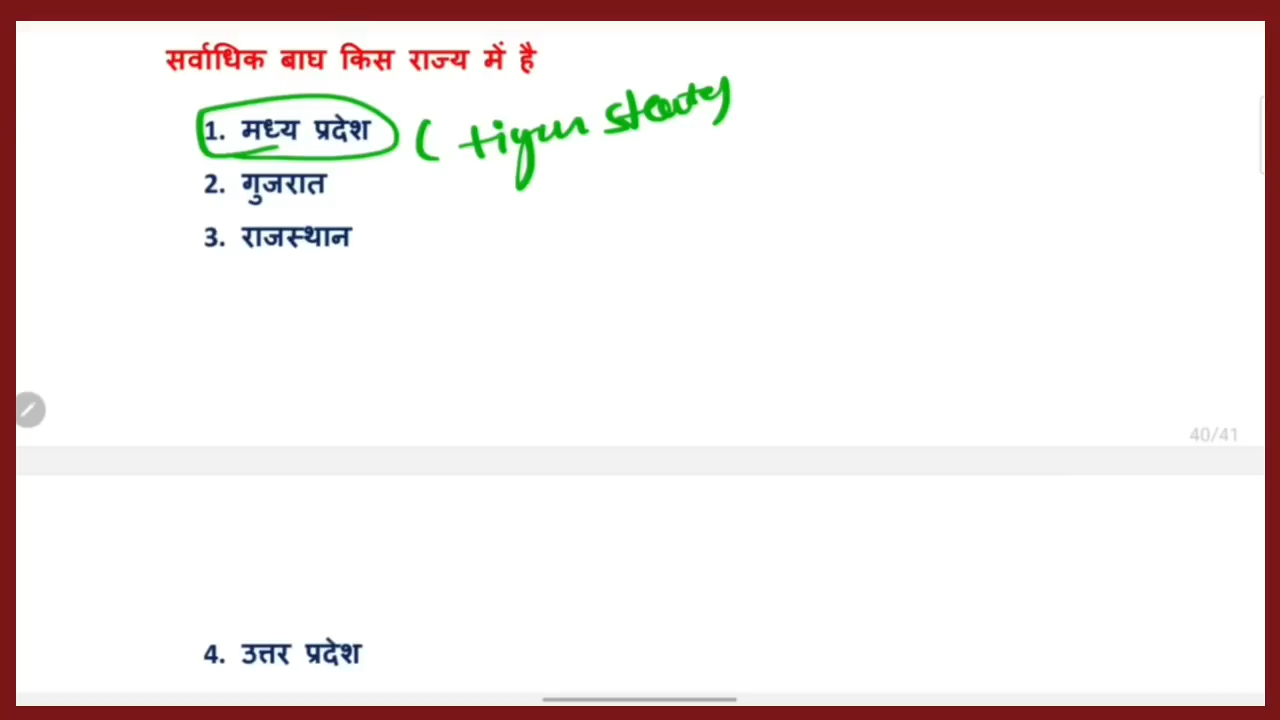 सर्वाधिक बाघ किस राज्य में है
1. मध्य प्रदेश (tiger state)
2. गुजरात
3. राजस्थान
40/41
4. उत्तर प्रदेश